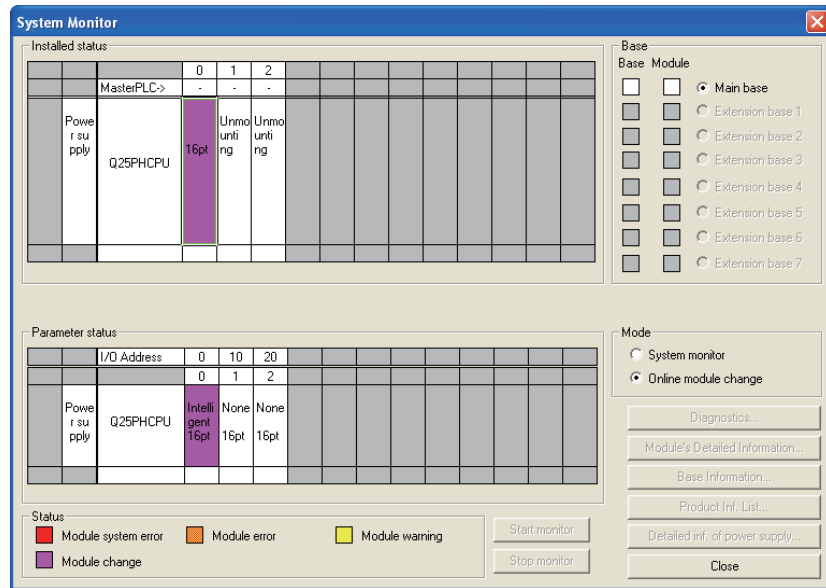 System Monitor
Installed status
0 1 2
MasterPLC-> - - -
Powe
r su
pply
Q25PHCPU
16pt
Unmo
unti
ng
Unmo
unti
ng
Base
Base Module
Main base
Extension base 1
Extension base 2
Extension base 3
Extension base 4
Extension base 5
Extension base 6
Extension base 7
Parameter status
I/O Address 0 10 20
0 1 2
Powe
r su
pply
Q25PHCPU
Intelli
gent
16pt
None
16pt
None
16pt
Mode
System monitor
Online module change
Diagnostics...
Module's Detailed Information...
Base Information...
Product Inf. List...
Detailed inf. of power supply...
Close
Status
Module system error Module error Module warning
Module change
Start monitor
Stop monitor